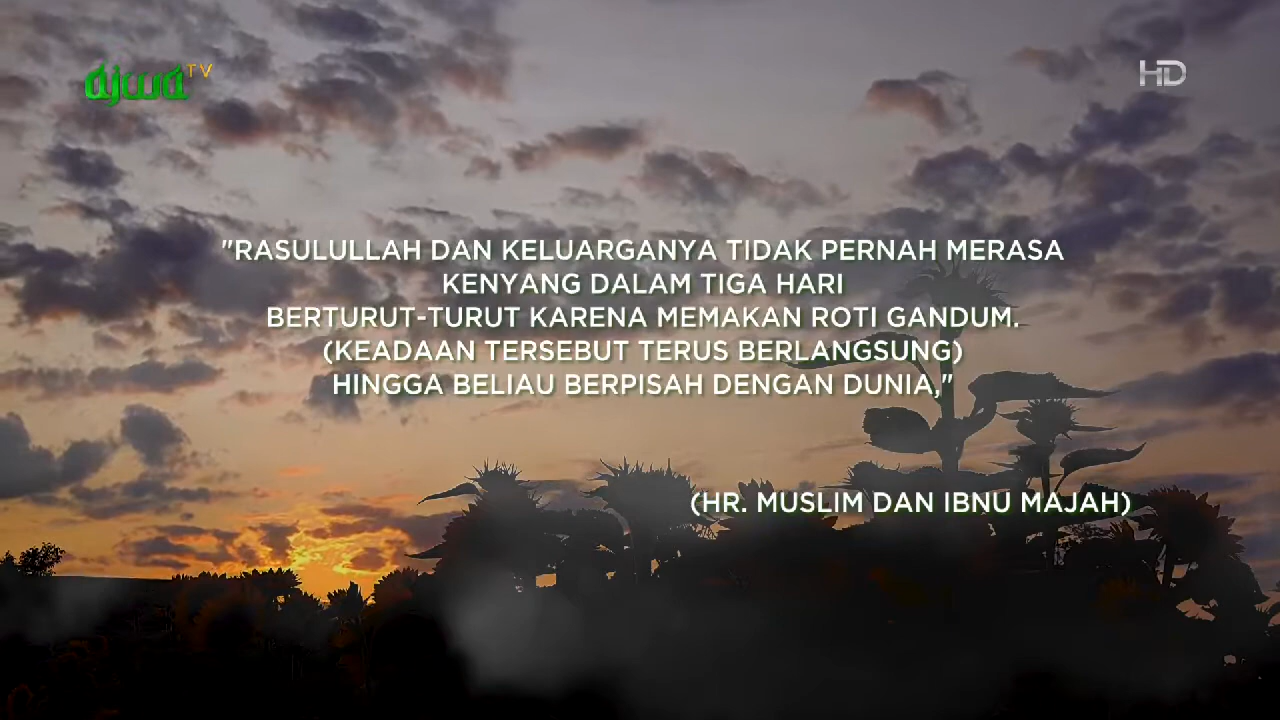 ajwa TV
HD
"RASULULLAH DAN KELUARGANYA TIDAK PERNAH MERASA
KENYANG DALAM TIGA HARI
BERTURUT-TURUT KARENA MEMAKAN ROTI GANDUM.
(KEADAAN TERSEBUT TERUS BERLANGSUNG)
HINGGA BELIAU BERPISAH DENGAN DUNIA,"
(HR. MUSLIM DAN IBNU MAJAH)